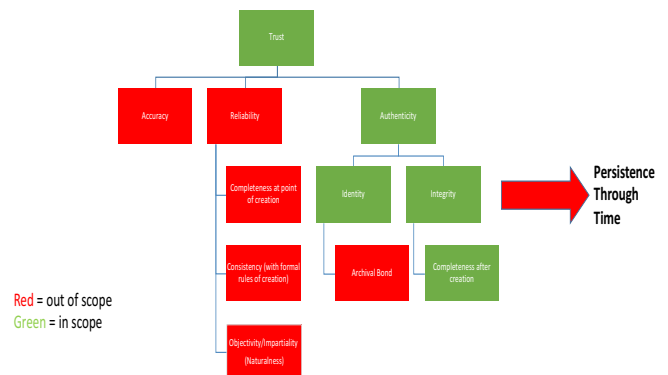 Trust
Accuracy
Reliability
Authenticity
Completeness at point
of creation
Identity
Integrity
Persistence
Through
Time
Consistency (with formal
rules of creation)
Archival Bond
Completeness after
creation
Red = out of scope
Green = in scope
Objectivity/Impartiality
(Naturalness)